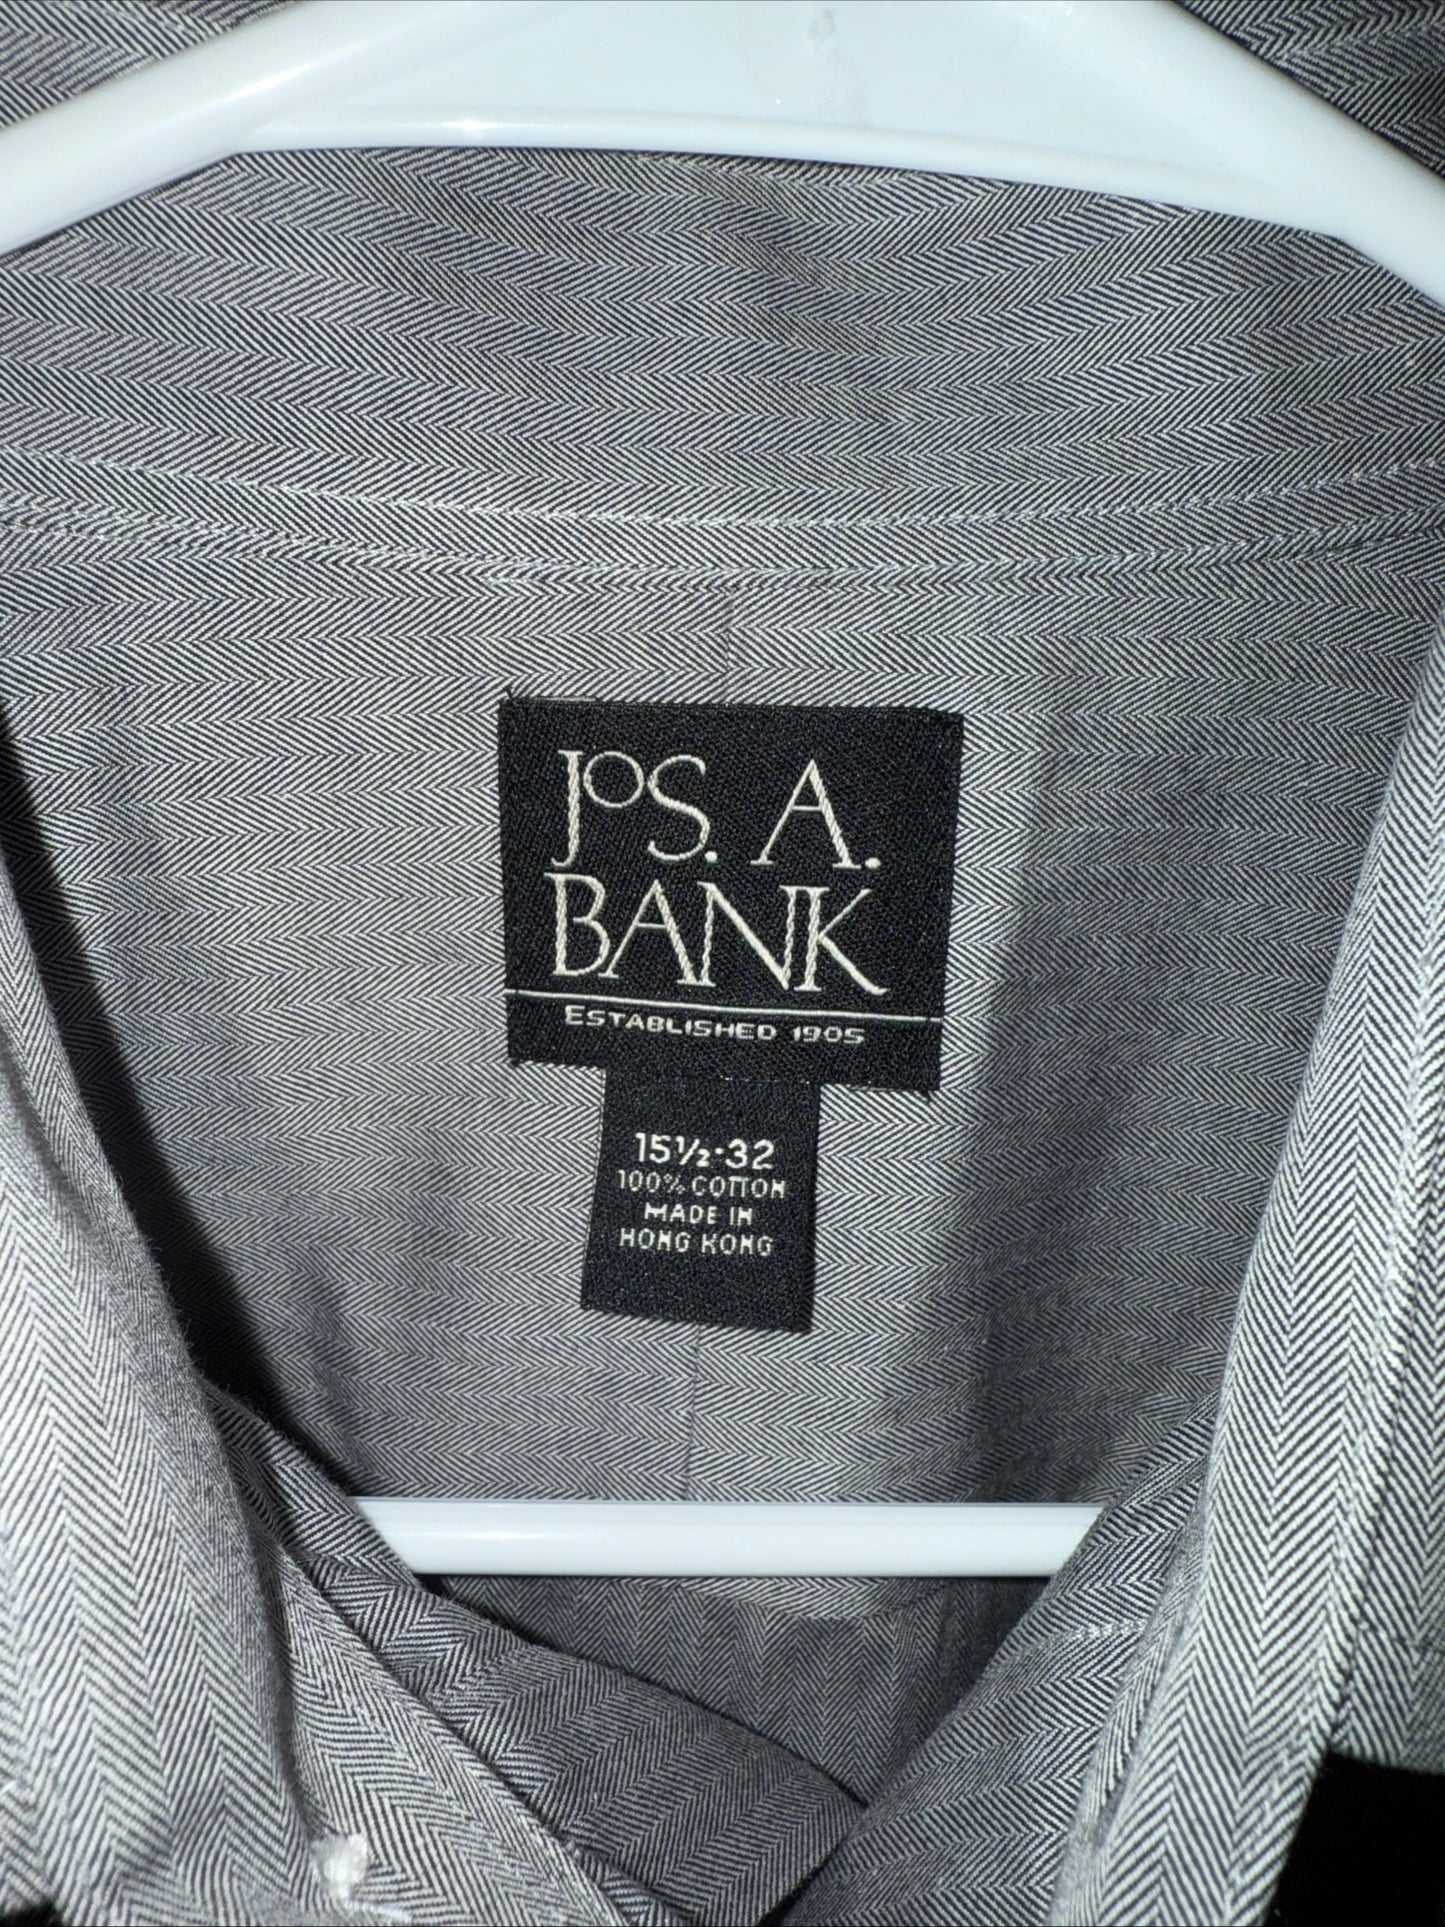 JoS. A.
BANK
ESTABLISHED 1905
15½·32
100% COTTON
MADE IN
HONG KONG